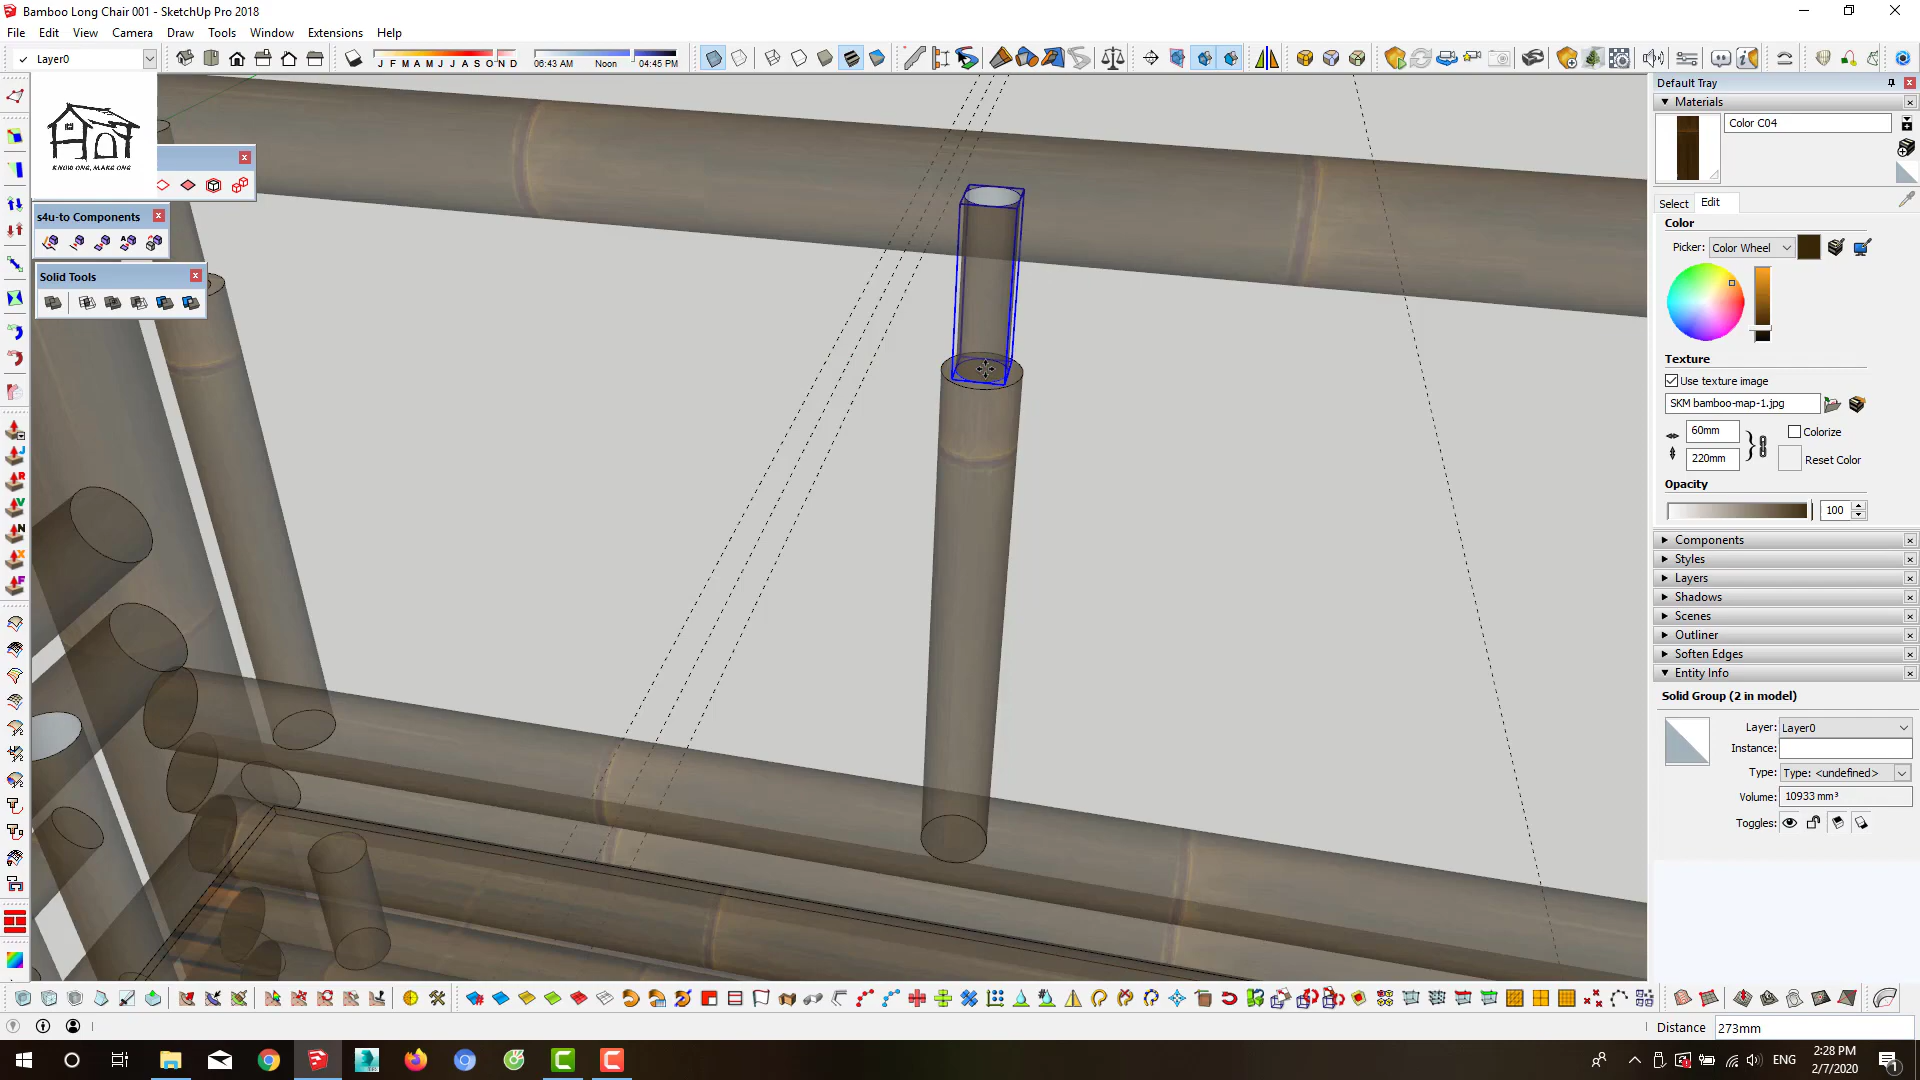 Bamboo Long Chair 001 - SketchUp Pro 2018
File Edit View Camera Draw Tools Window Extensions Help
Layer0
J F M A M J J A S O N D
06:43 AM Noon 04:45 PM
KNOW ONE, MAKE ONE
s4u-to Components
Solid Tools
Default Tray
Materials
Color C04
Select Edit
Color
Picker: Color Wheel
Texture
Use texture image
SKM bamboo-map-1.jpg
60mm
Colorize
220mm
Reset Color
Opacity
100
Components
Styles
Layers
Shadows
Scenes
Outliner
Soften Edges
Entity Info
Solid Group (2 in model)
Layer: Layer0
Instance:
Type: Type: <undefined>
Volume: 10933 mm³
Toggles:
Distance 273mm
ENG
2:28 PM
2/7/2020